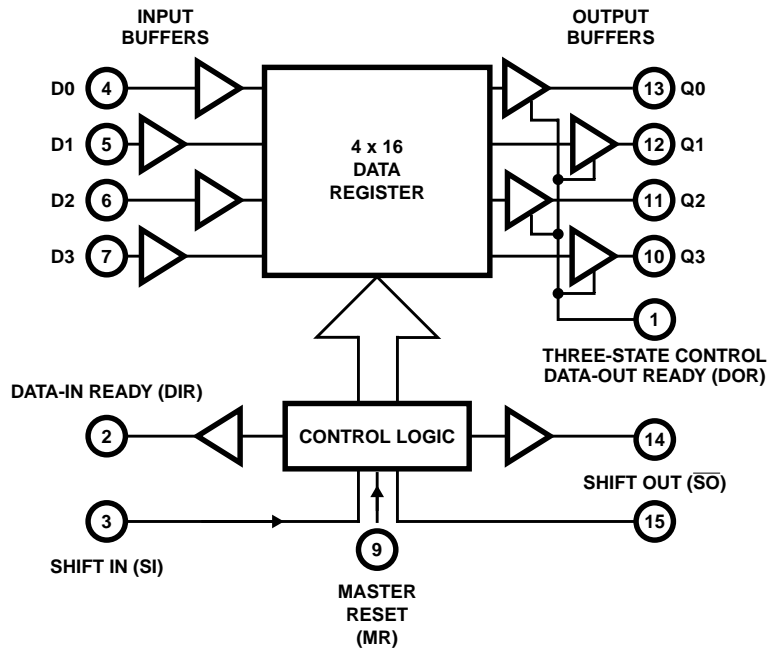 INPUT
BUFFERS
OUTPUT
BUFFERS
D0 4
13 Q0
D1 5
12 Q1
D2 6
11 Q2
D3 7
10 Q3
4 x 16
DATA
REGISTER
1
THREE-STATE CONTROL
DATA-OUT READY (DOR)
DATA-IN READY (DIR)
2
CONTROL LOGIC
14
SHIFT OUT (S̅O̅)
3
15
SHIFT IN (SI)
9
MASTER
RESET
(MR)